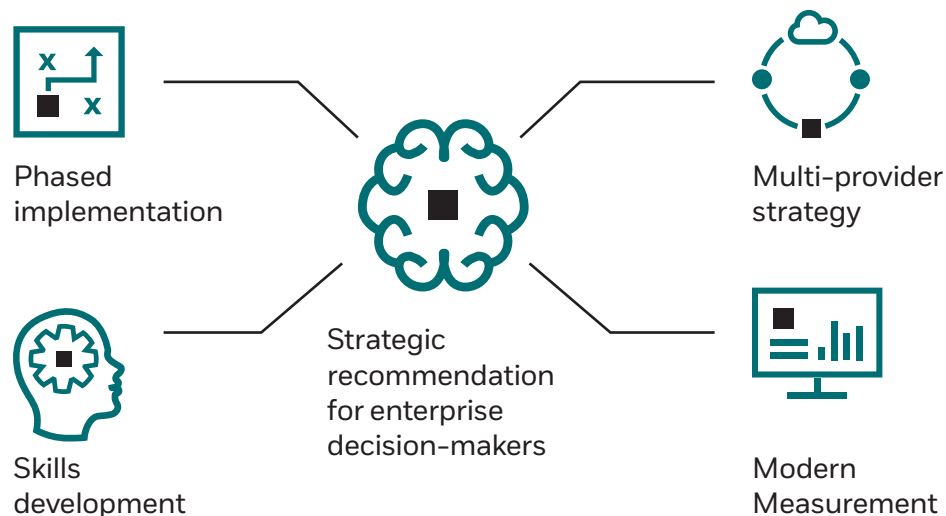 Phased
implementation
Multi-provider
strategy
Strategic
recommendation
for enterprise
decision-makers
Skills
development
Modern
Measurement